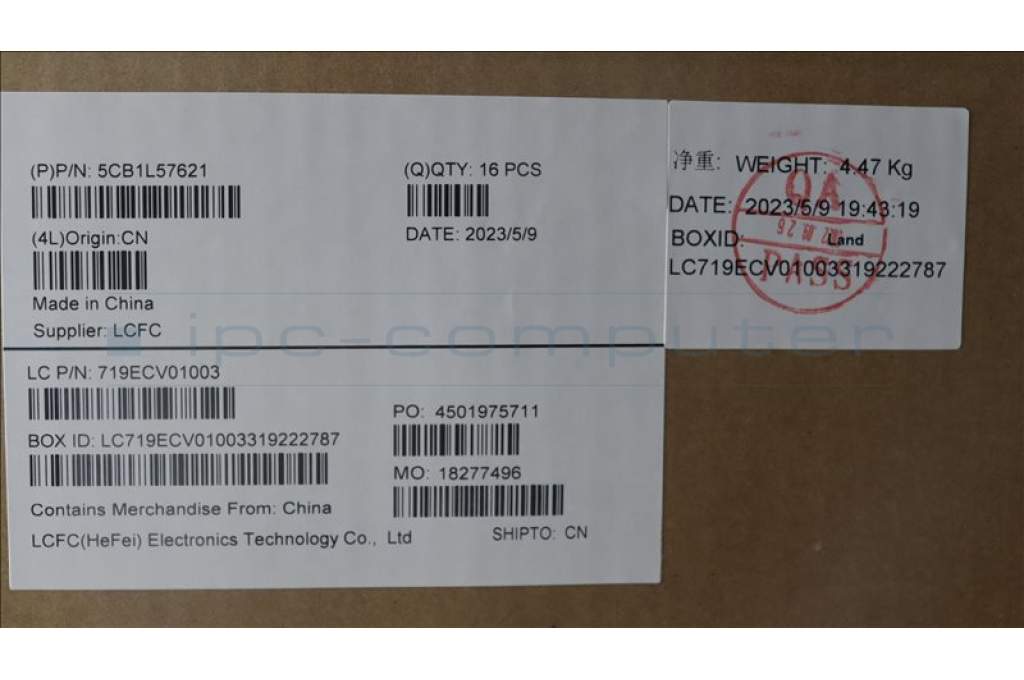 (P)P/N: 5CB1L57621
(Q)QTY: 16 PCS
(4L)Origin:CN
DATE: 2023/5/9
Made in China
Supplier: LCFC
LC P/N: 719ECV01003
PO: 4501975711
BOX ID: LC719ECV01003319222787
MO: 18277496
Contains Merchandise From: China
LCFC(HeFei) Electronics Technology Co., Ltd
SHIPTO: CN
净重: WEIGHT: 4.47 Kg
DATE: 2023/5/9 19:43:19
BOXID:
Land
LC719ECV01003319222787
QA
PASS
ipc-computer